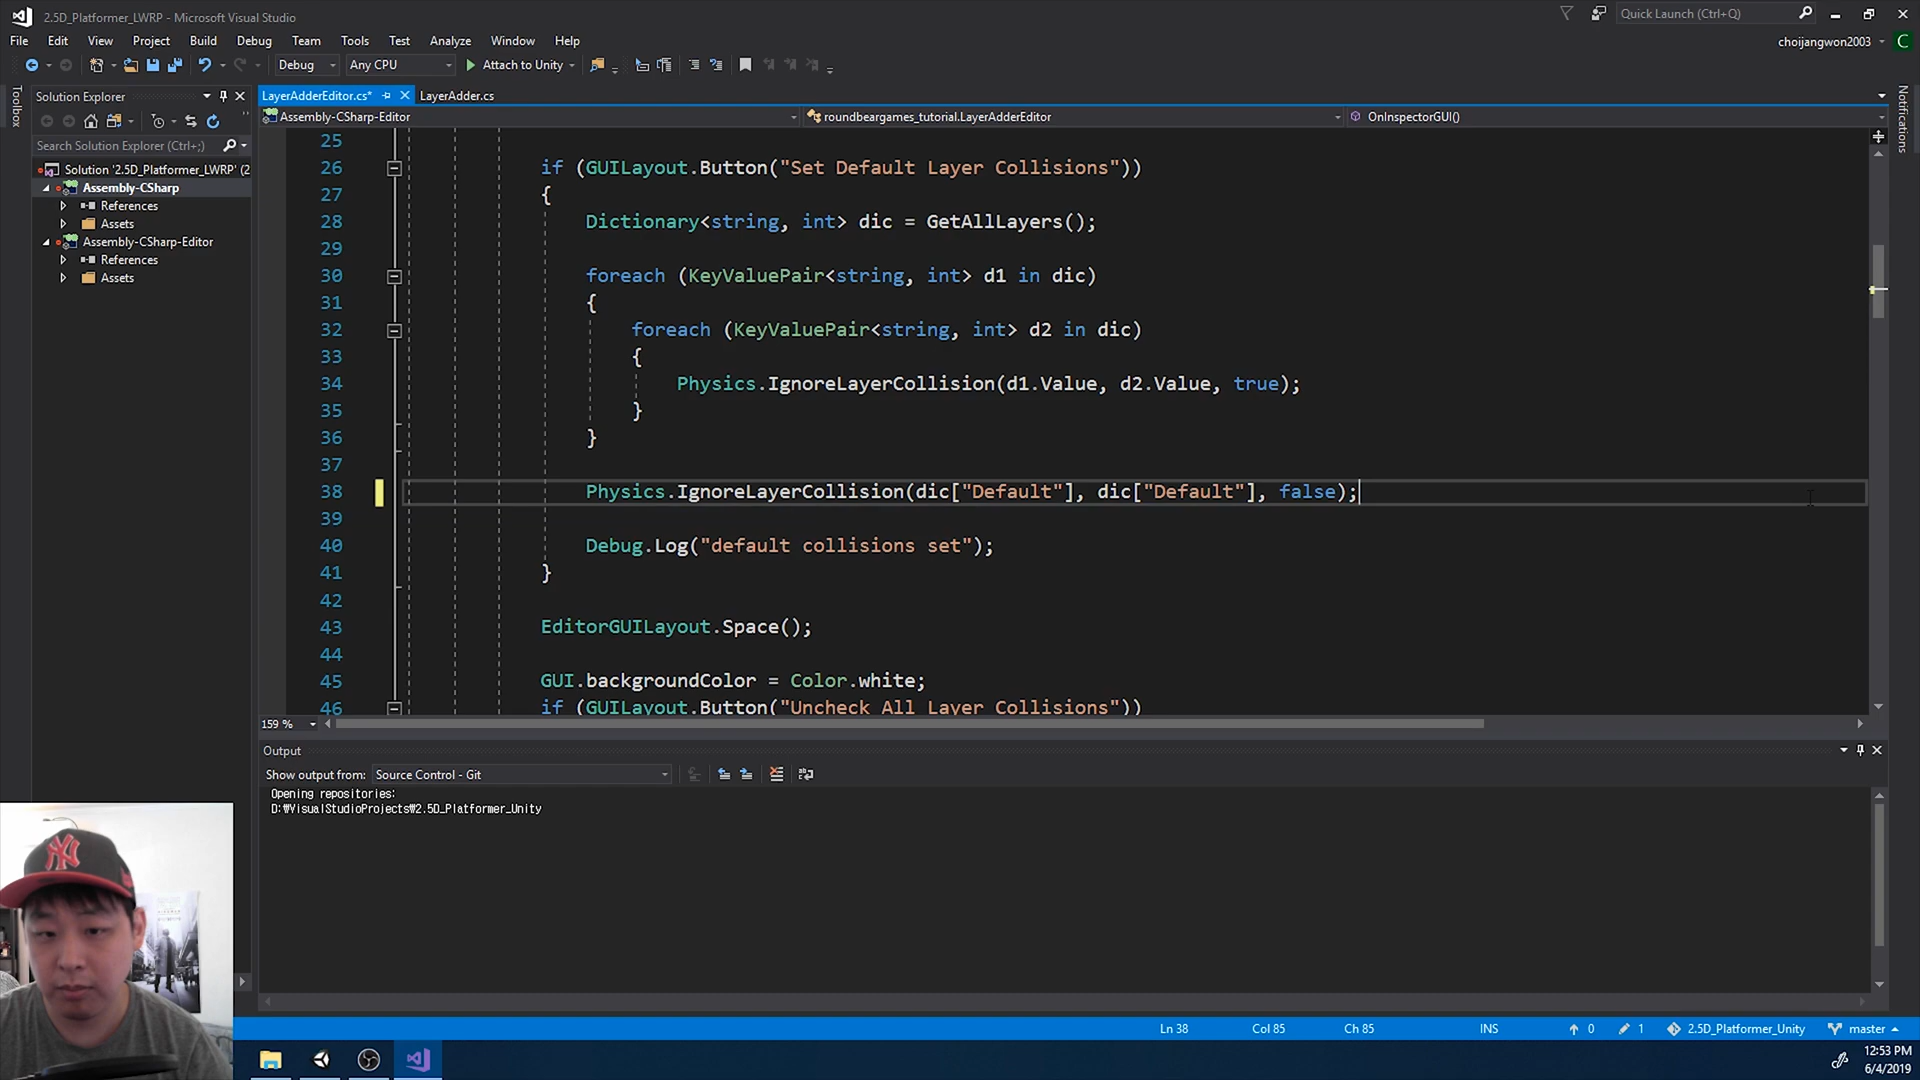 2.5D_Platformer_LWRP - Microsoft Visual Studio
Quick Launch (Ctrl+Q)
File Edit View Project Build Debug Team Tools Test Analyze Window Help
choijangwon2003 C
Debug Any CPU Attach to Unity
Toolbox
Solution Explorer
Search Solution Explorer (Ctrl+;)
Solution '2.5D_Platformer_LWRP' (2
Assembly-CSharp
References
Assets
Assembly-CSharp-Editor
References
Assets
LayerAdderEditor.cs* LayerAdder.cs
Assembly-CSharp-Editor roundbeargames_tutorial.LayerAdderEditor OnInspectorGUI()
Notifications
25
26 if (GUILayout.Button("Set Default Layer Collisions"))
27 {
28 Dictionary<string, int> dic = GetAllLayers();
29
30 foreach (KeyValuePair<string, int> d1 in dic)
31 {
32 foreach (KeyValuePair<string, int> d2 in dic)
33 {
34 Physics.IgnoreLayerCollision(d1.Value, d2.Value, true);
35 }
36 }
37
38 Physics.IgnoreLayerCollision(dic["Default"], dic["Default"], false);
39
40 Debug.Log("default collisions set");
41 }
42
43 EditorGUILayout.Space();
44
45 GUI.backgroundColor = Color.white;
46 if (GUILayout.Button("Uncheck All Layer Collisions"))
159 %
Output
Show output from: Source Control - Git
Opening repositories:
D:₩VisualStudioProjects₩2.5D_Platformer_Unity
Ln 38 Col 85 Ch 85 INS 0 1 2.5D_Platformer_Unity master
12:53 PM
6/4/2019